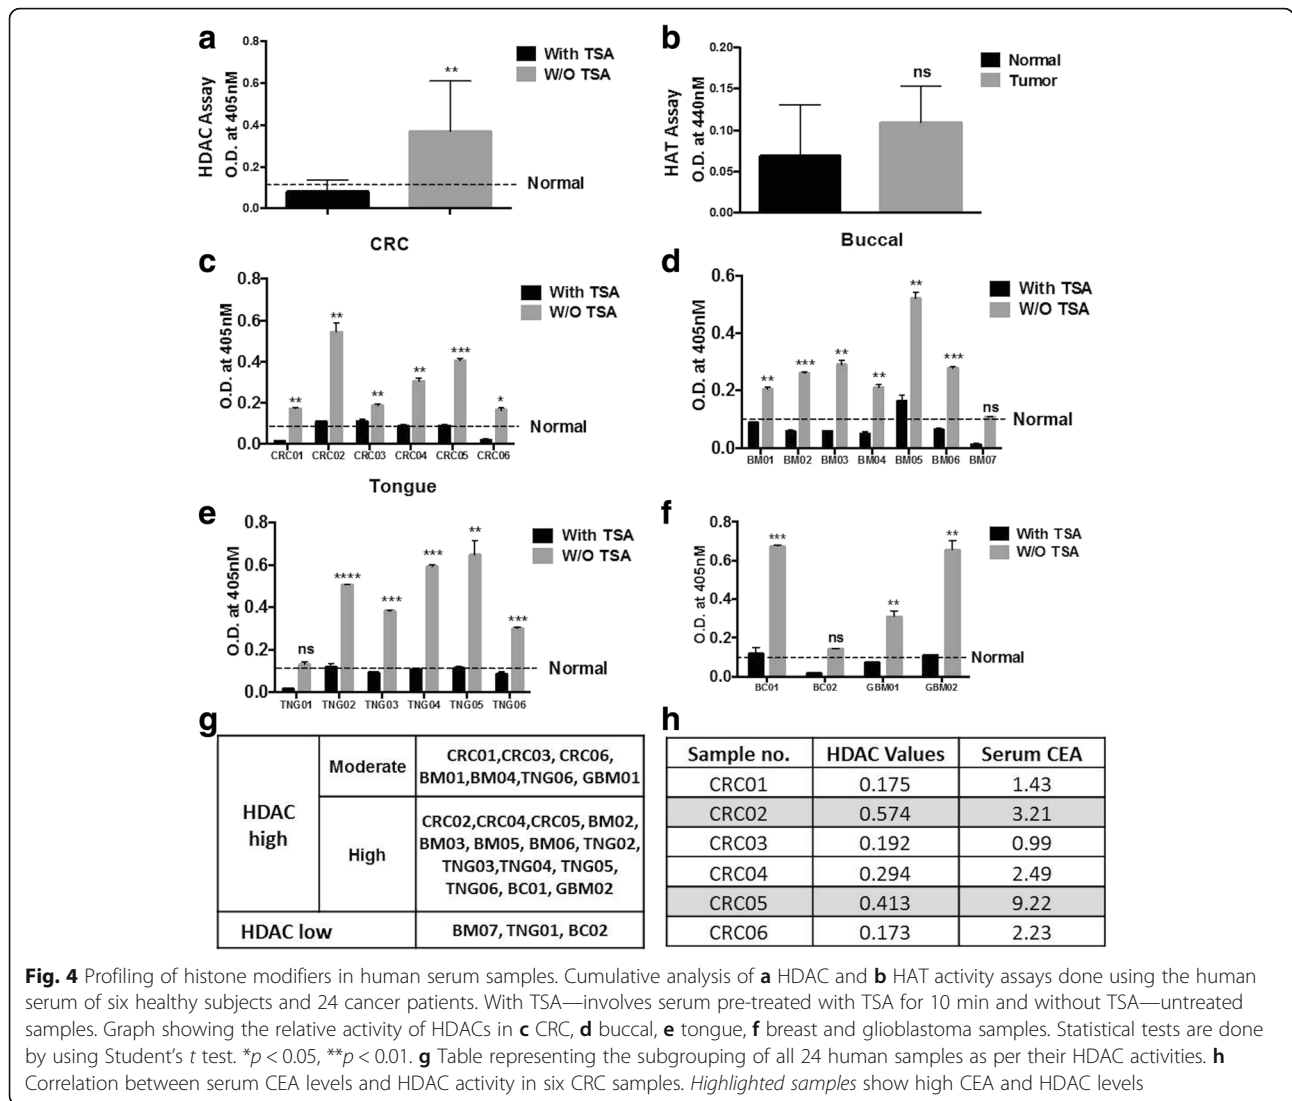 a
0.8
0.6
0.4
0.2
0.0
HDAC Assay
O.D. at 405nM
**
With TSA
W/O TSA
Normal
b
0.20
0.15
0.10
0.05
0.00
HAT Assay
O.D. at 440nM
ns
Normal
Tumor
c
CRC
0.8
0.6
0.4
0.2
0.0
O.D. at 405nM
** ** ** ** *** *
With TSA
W/O TSA
Normal
CRC01 CRC02 CRC03 CRC04 CRC05 CRC06
d
Buccal
0.6
0.4
0.2
0.0
O.D. at 405nM
** *** ** ** ** *** ns
With TSA
W/O TSA
Normal
BM01 BM02 BM03 BM04 BM05 BM06 BM07
e
Tongue
0.8
0.6
0.4
0.2
0.0
O.D. at 405nM
ns **** *** *** ** ***
With TSA
W/O TSA
Normal
TNG01 TNG02 TNG03 TNG04 TNG05 TNG06
f
0.8
0.6
0.4
0.2
0.0
O.D. at 405nM
*** ns ** **
With TSA
W/O TSA
Normal
BC01 BC02 GBM01 GBM02
g
HDAC
high
Moderate
CRC01,CRC03, CRC06,
BM01,BM04,TNG06, GBM01
High
CRC02,CRC04,CRC05, BM02,
BM03, BM05, BM06, TNG02,
TNG03,TNG04, TNG05,
TNG06, BC01, GBM02
HDAC low
BM07, TNG01, BC02
h
Sample no. HDAC Values Serum CEA
CRC01 0.175 1.43
CRC02 0.574 3.21
CRC03 0.192 0.99
CRC04 0.294 2.49
CRC05 0.413 9.22
CRC06 0.173 2.23
Fig. 4 Profiling of histone modifiers in human serum samples. Cumulative analysis of a HDAC and b HAT activity assays done using the human
serum of six healthy subjects and 24 cancer patients. With TSA—involves serum pre-treated with TSA for 10 min and without TSA—untreated
samples. Graph showing the relative activity of HDACs in c CRC, d buccal, e tongue, f breast and glioblastoma samples. Statistical tests are done
by using Student's t test. *p < 0.05, **p < 0.01. g Table representing the subgrouping of all 24 human samples as per their HDAC activities. h
Correlation between serum CEA levels and HDAC activity in six CRC samples. Highlighted samples show high CEA and HDAC levels